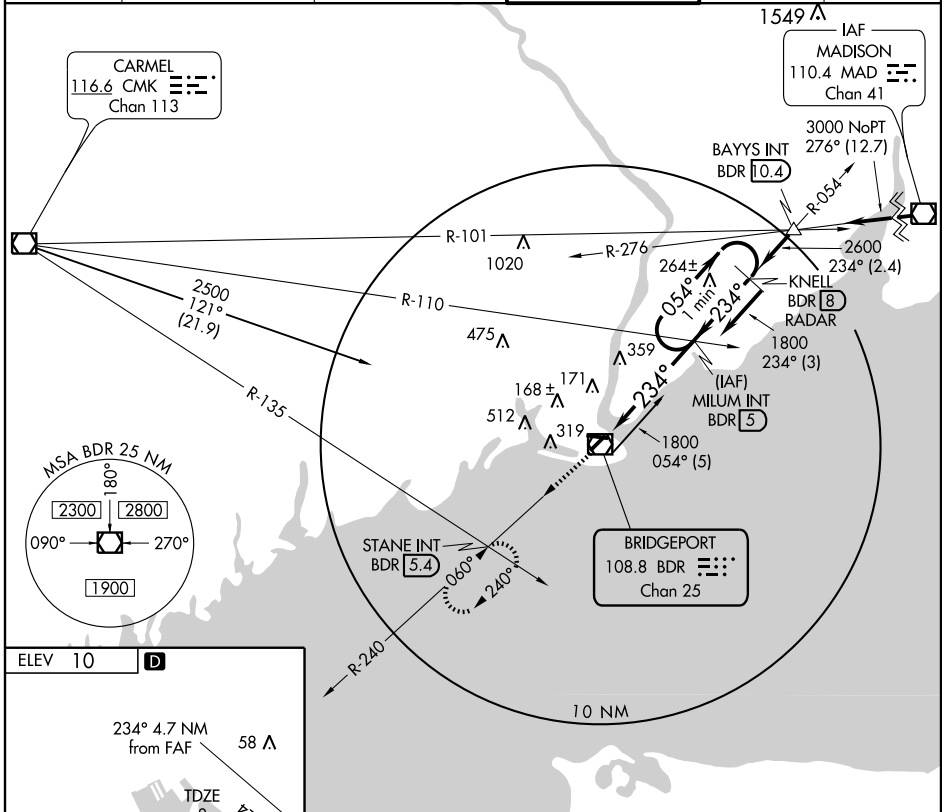 1549
CARMEL
116.6 CMK
Chan 113
IAF
MADISON
110.4 MAD
Chan 41
3000 NoPT
276° (12.7)
BAYYS INT
BDR 10.4
R-054
R-101
R-276
1020
2600
234° (2.4)
264±
KNELL
BDR 8
RADAR
054°
1 min
234°
2500
121°
(21.9)
R-110
1800
234° (3)
475
359
(IAF)
MILUM INT
BDR 5
234°
168 ±
171
512
319
R-135
1800
054° (5)
MSA BDR 25 NM
180°
2300
2800
090°
270°
1900
STANE INT
BDR 5.4
060°
240°
BRIDGEPORT
108.8 BDR
Chan 25
R-240
10 NM
ELEV 10
D
234° 4.7 NM
from FAF
58
TDZE